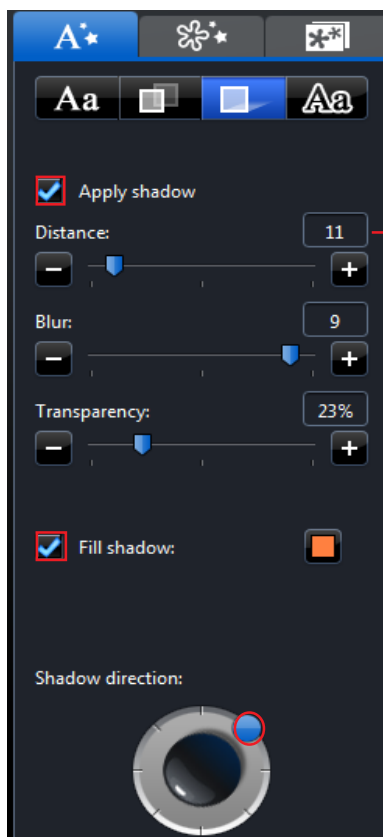 A
Aa
Aa
Apply shadow
Distance:
11
Blur:
9
Transparency:
23%
Fill shadow:
Shadow direction: